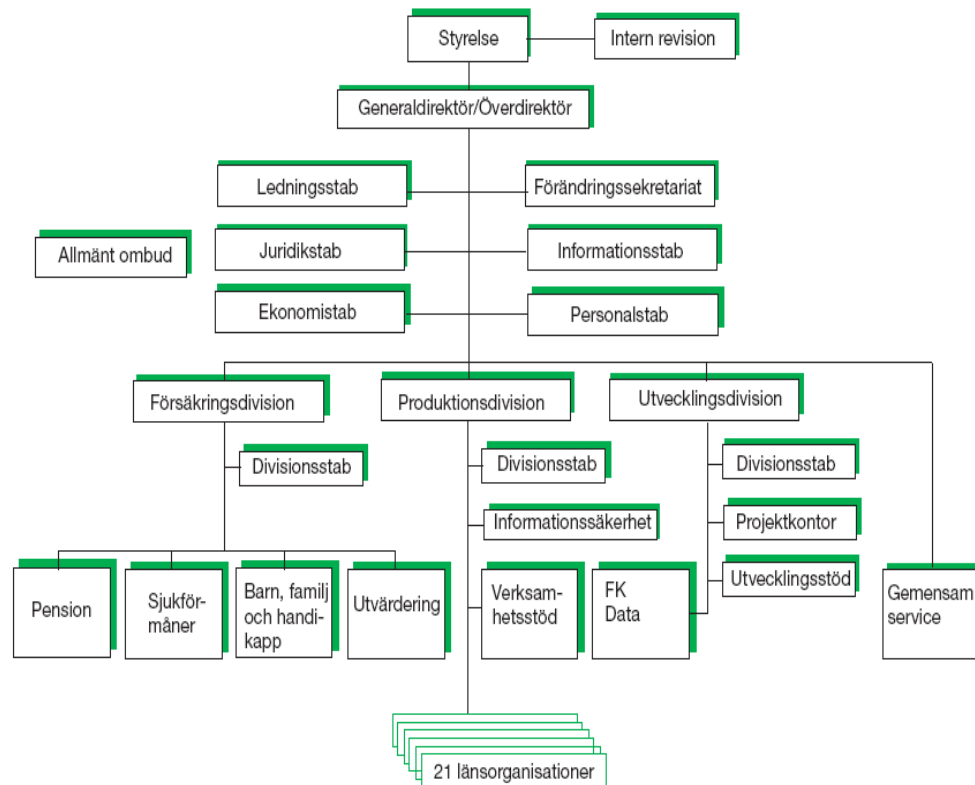 Styrelse
Intern revision
Generaldirektör/Överdirektör
Ledningsstab
Förändringssekretariat
Allmänt ombud
Juridikstab
Informationsstab
Ekonomistab
Personalstab
Försäkringsdivision
Produktionsdivision
Utvecklingsdivision
Divisionsstab
Divisionsstab
Divisionsstab
Informationssäkerhet
Projektkontor
Utvecklingsstöd
Pension
Sjukför-
måner
Barn, familj
och handi-
kapp
Utvärdering
Verksam-
hetsstöd
FK
Data
Gemensam
service
21 länsorganisationer